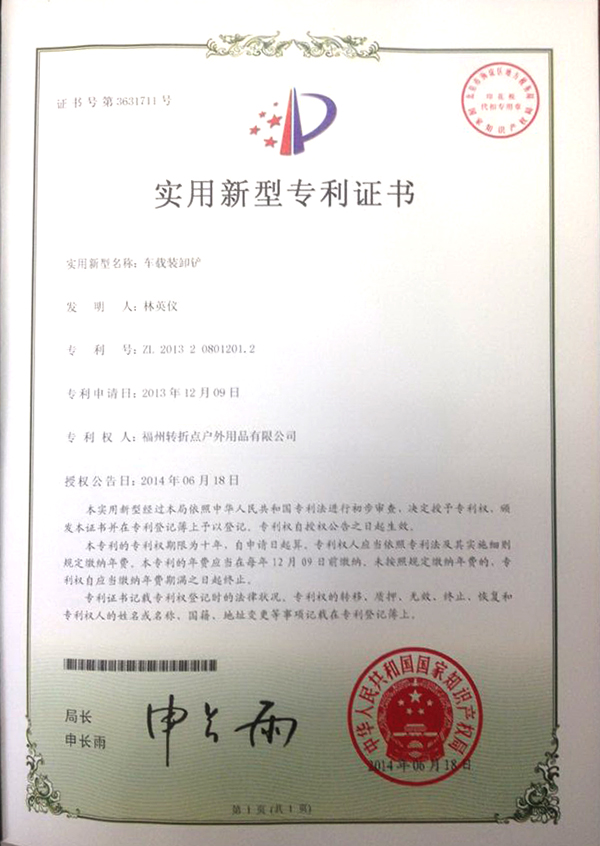 证书号第3631711号
印花税
代扣专用章
国家知识产权局
实用新型专利证书
实用新型名称：车载装卸铲
发明人：林英仪
专利号：ZL 2013 2 0801201.2
专利申请日：2013年12月09日
专利权人：福州转折点户外用品有限公司
授权公告日：2014年06月18日
本实用新型经过本局依照中华人民共和国专利法进行初步审查，决定授予专利权，颁
发本证书并在专利登记簿上予以登记。专利权自授权公告之日起生效。
本专利的专利权期限为十年，自申请日起算。专利权人应当依照专利法及其实施细则
规定缴纳年费。本专利的年费应当在每年12月09日前缴纳。未按照规定缴纳年费的，专
利权自应当缴纳年费期满之日起终止。
专利证书记载专利权登记时的法律状况。专利权的转移、质押、无效、终止、恢复和
专利权人的姓名或名称、国籍、地址变更等事项记载在专利登记簿上。
局长
申长雨
申长雨
中华人民共和国国家知识产权局
2014年06月18日
第1页(共1页)